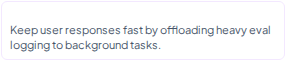 Keep user responses fast by offloading heavy eval
logging to background tasks.